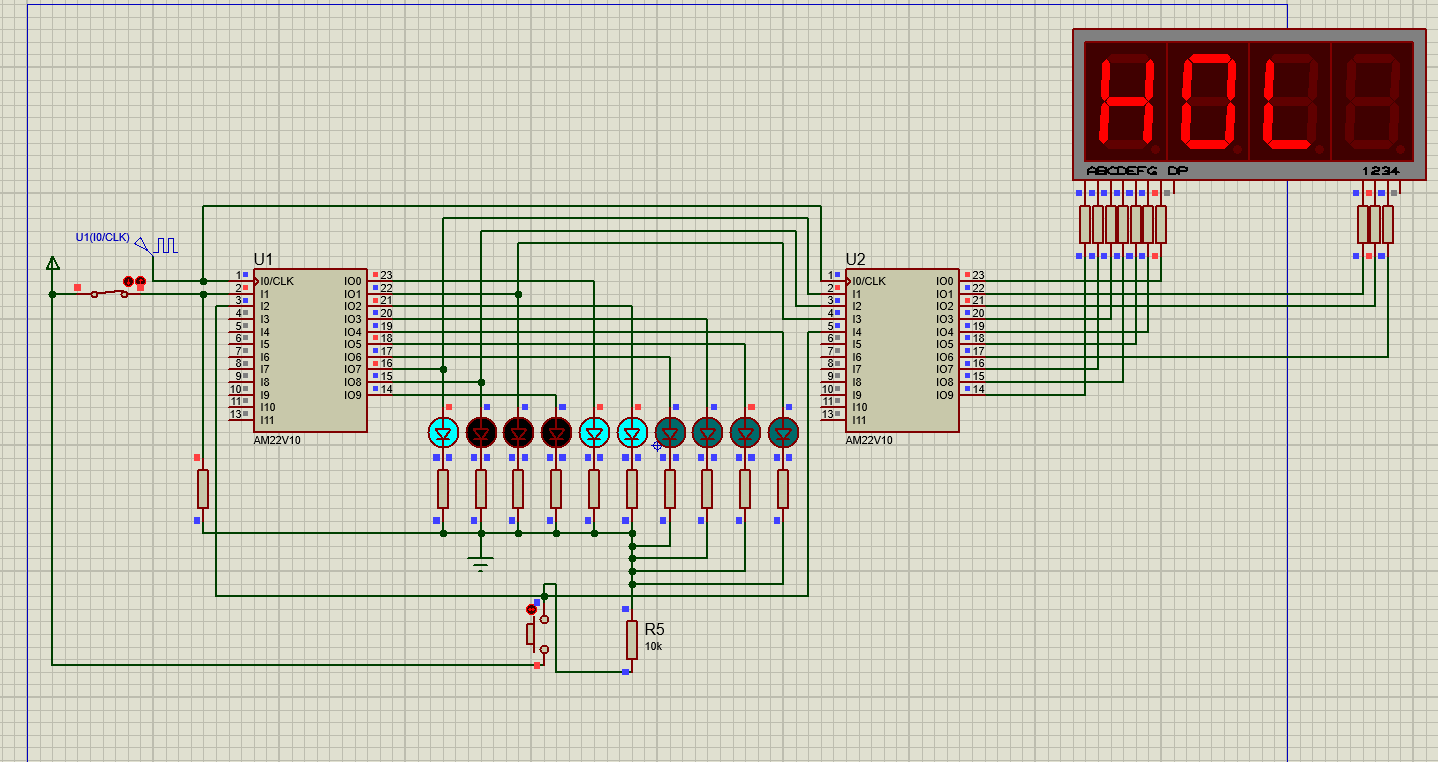 HOL
ABCDEFG DP
1234
U1(I0/CLK)
U1
1 I0/CLK IO0 23
2 I1 IO1 22
3 I2 IO2 21
4 I3 IO3 20
5 I4 IO4 19
6 I5 IO5 18
7 I6 IO6 17
8 I7 IO7 16
9 I8 IO8 15
10 I9 IO9 14
11 I10
13 I11
AM22V10
U2
1 I0/CLK IO0 23
2 I1 IO1 22
3 I2 IO2 21
4 I3 IO3 20
5 I4 IO4 19
6 I5 IO5 18
7 I6 IO6 17
8 I7 IO7 16
9 I8 IO8 15
10 I9 IO9 14
11 I10
13 I11
AM22V10
R5
10k